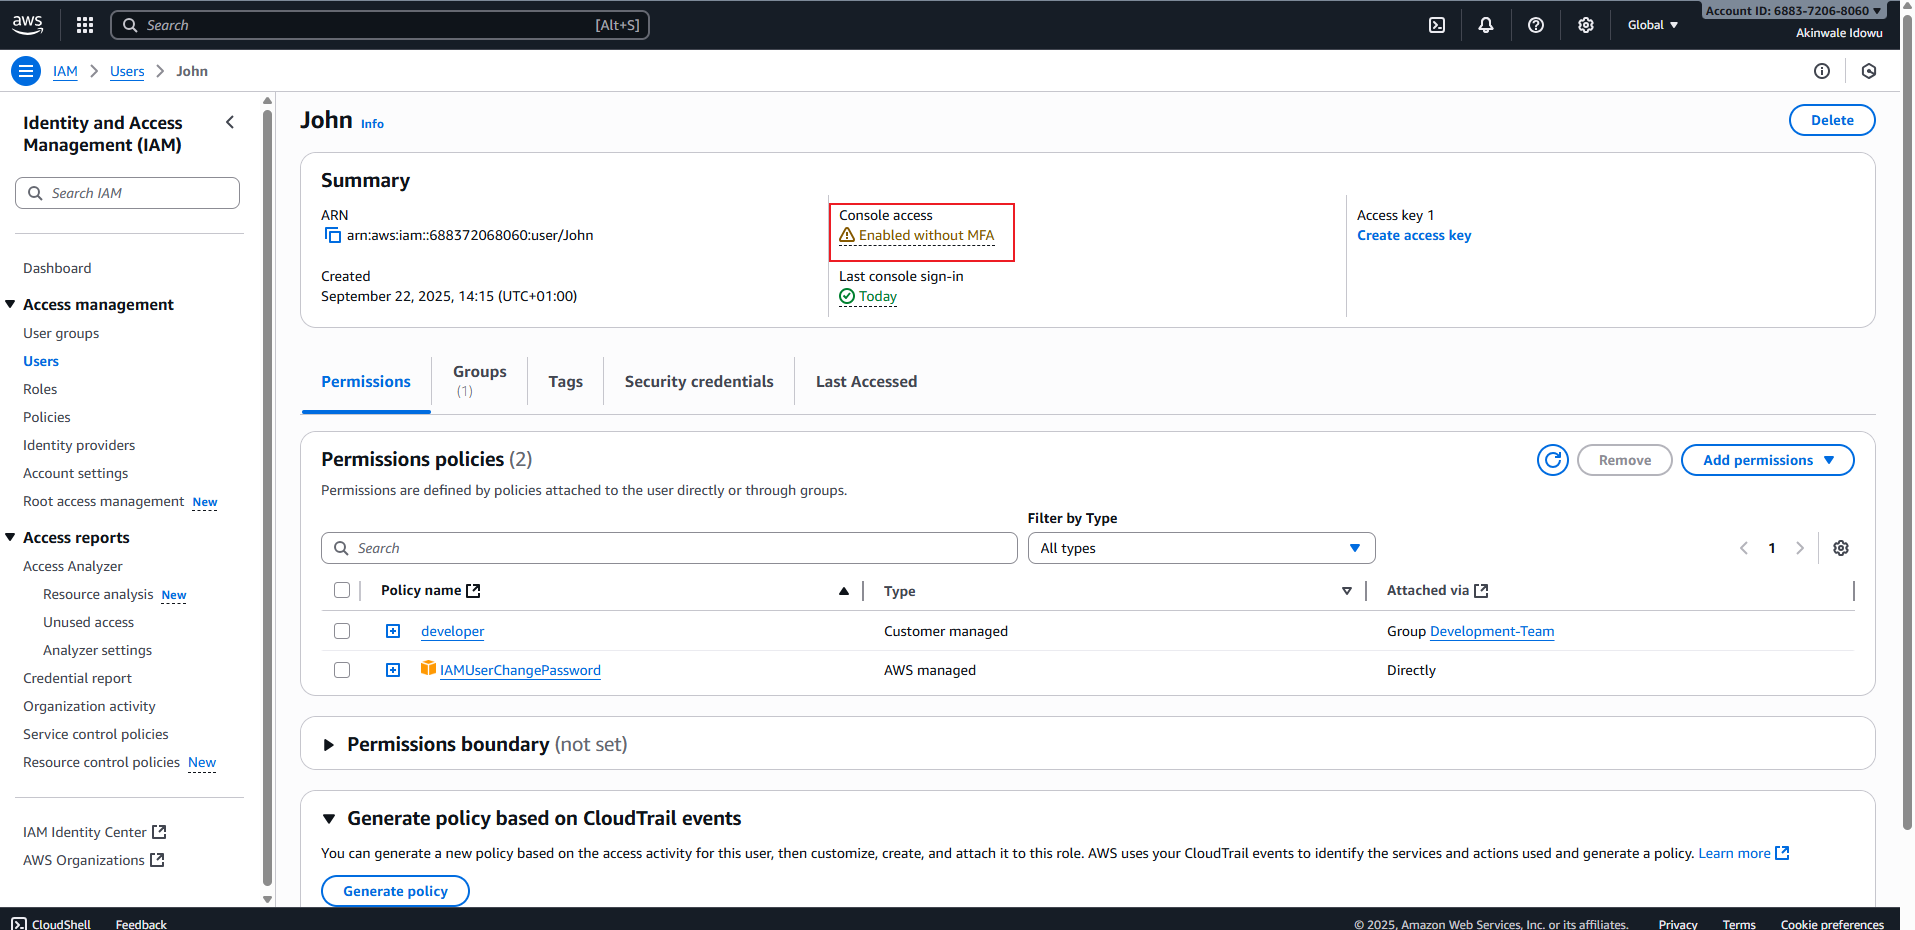 aws
Search
[Alt+S]
Global
Account ID: 6883-7206-8060
Akinwale Idowu
IAM
Users
John
Identity and Access Management (IAM)
Search IAM
Dashboard
Access management
User groups
Users
Roles
Policies
Identity providers
Account settings
Root access management New
Access reports
Access Analyzer
Resource analysis New
Unused access
Analyzer settings
Credential report
Organization activity
Service control policies
Resource control policies New
IAM Identity Center
AWS Organizations
John Info
Delete
Summary
ARN
arn:aws:iam::688372068060:user/John
Created
September 22, 2025, 14:15 (UTC+01:00)
Console access
Enabled without MFA
Last console sign-in
Today
Access key 1
Create access key
Permissions
Groups
(1)
Tags
Security credentials
Last Accessed
Permissions policies (2)
Remove
Add permissions
Permissions are defined by policies attached to the user directly or through groups.
Filter by Type
Search
All types
1
Policy name
Type
Attached via
developer
Customer managed
Group Development-Team
IAMUserChangePassword
AWS managed
Directly
Permissions boundary (not set)
Generate policy based on CloudTrail events
You can generate a new policy based on the access activity for this user, then customize, create, and attach it to this role. AWS uses your CloudTrail events to identify the services and actions used and generate a policy. Learn more
Generate policy
CloudShell
Feedback
© 2025, Amazon Web Services, Inc. or its affiliates.
Privacy
Terms
Cookie preferences